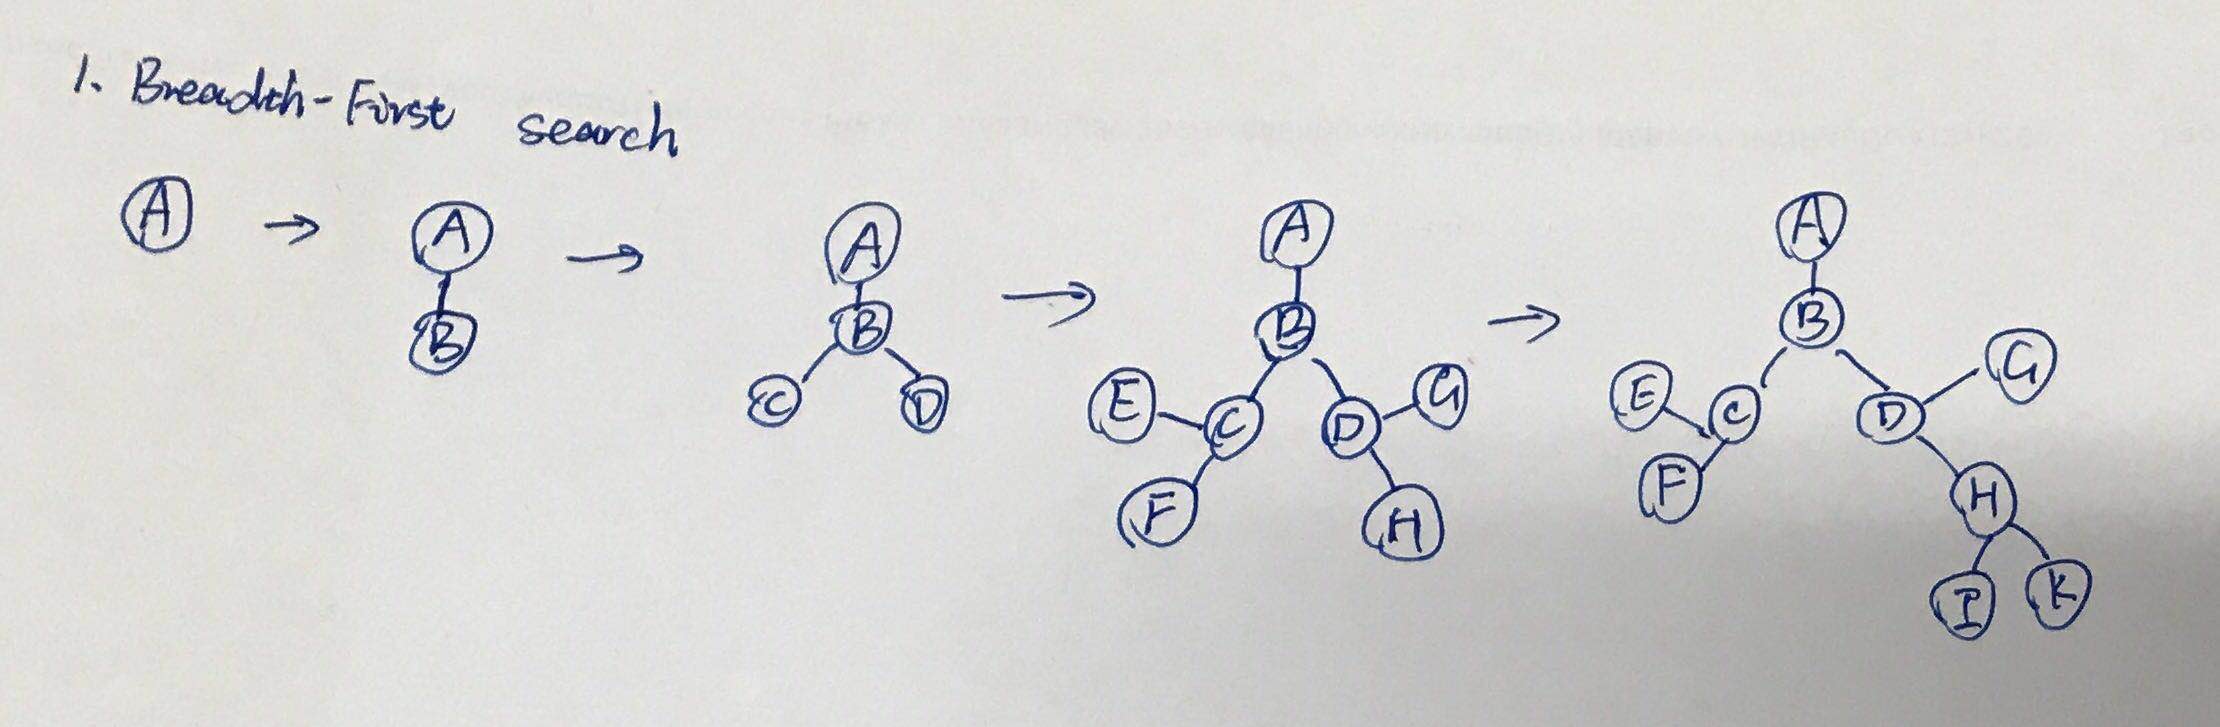 1. Breadth-First search
A → A → A → A → A
B B B B
C D E C D G E C D G
F H F H
I K